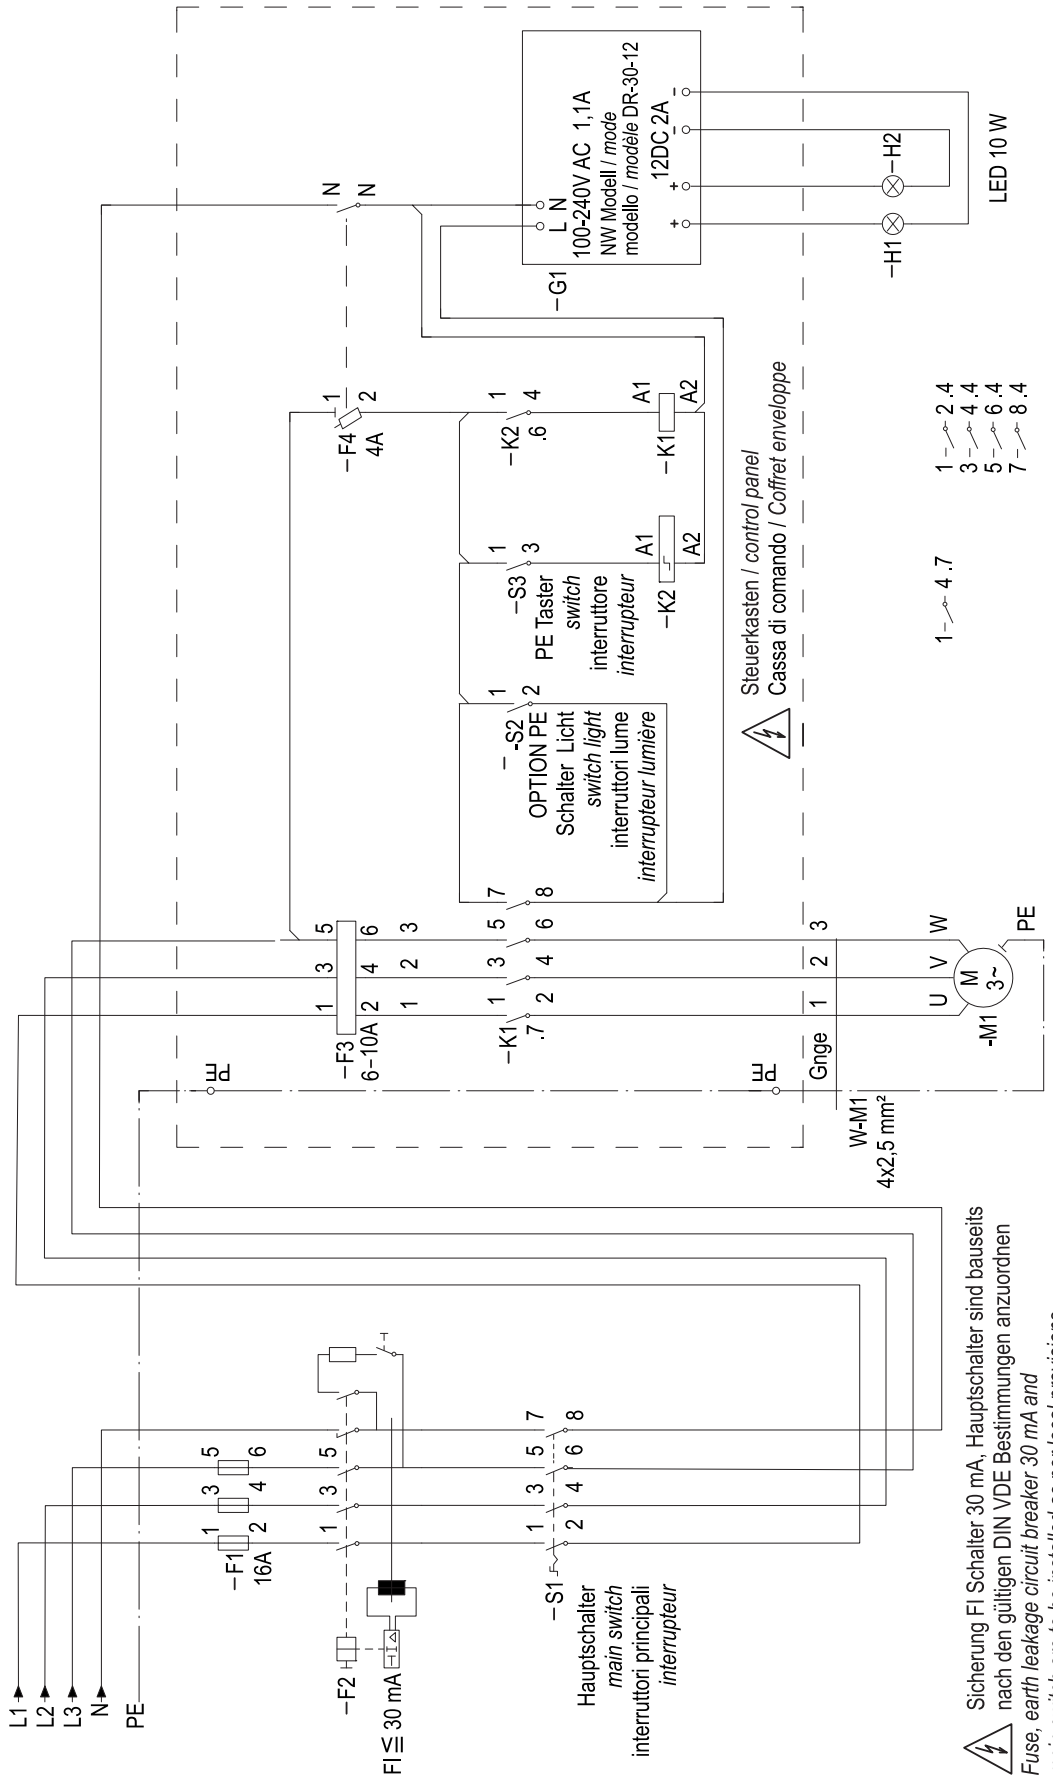 L1
L2
L3
N
PE
1
2
3
4
5
6
–F1
16A
1
3
5
–F2
FI ≦ 30 mA
1
2
3
4
5
6
7
8
–S1
Hauptschalter
main switch
interruttori principali
interrupteur
Sicherung FI Schalter 30 mA, Hauptschalter sind bauseits
nach den gültigen DIN VDE Bestimmungen anzuordnen
Fuse, earth leakage circuit breaker 30 mA and
PE
PE
–F3
6–10A
1
2
3
4
5
6
1
2
3
–K1
.7
1
2
3
4
5
6
7
8
Gnge
1
2
3
W-M1
4x2,5 mm²
U
V
W
PE
M
3~
-M1
– -S2
1
2
OPTION PE
Schalter Licht
switch light
interruttori lume
interrupteur lumière
–S3
1
3
PE Taster
switch
interruttore
interrupteur
–K2
A1
A2
–F4
4A
1
2
–K2
.6
1
4
–K1
A1
A2
N
N
Steuerkasten / control panel
Cassa di comando / Coffret enveloppe
–G1
L N
100-240V AC 1,1A
NW Modell / mode
modello / modèle DR-30-12
12DC 2A
+ + – –
–H1
–H2
LED 10 W
1 4 .7
1 2 .4
3 4 .4
5 6 .4
7 8 .4